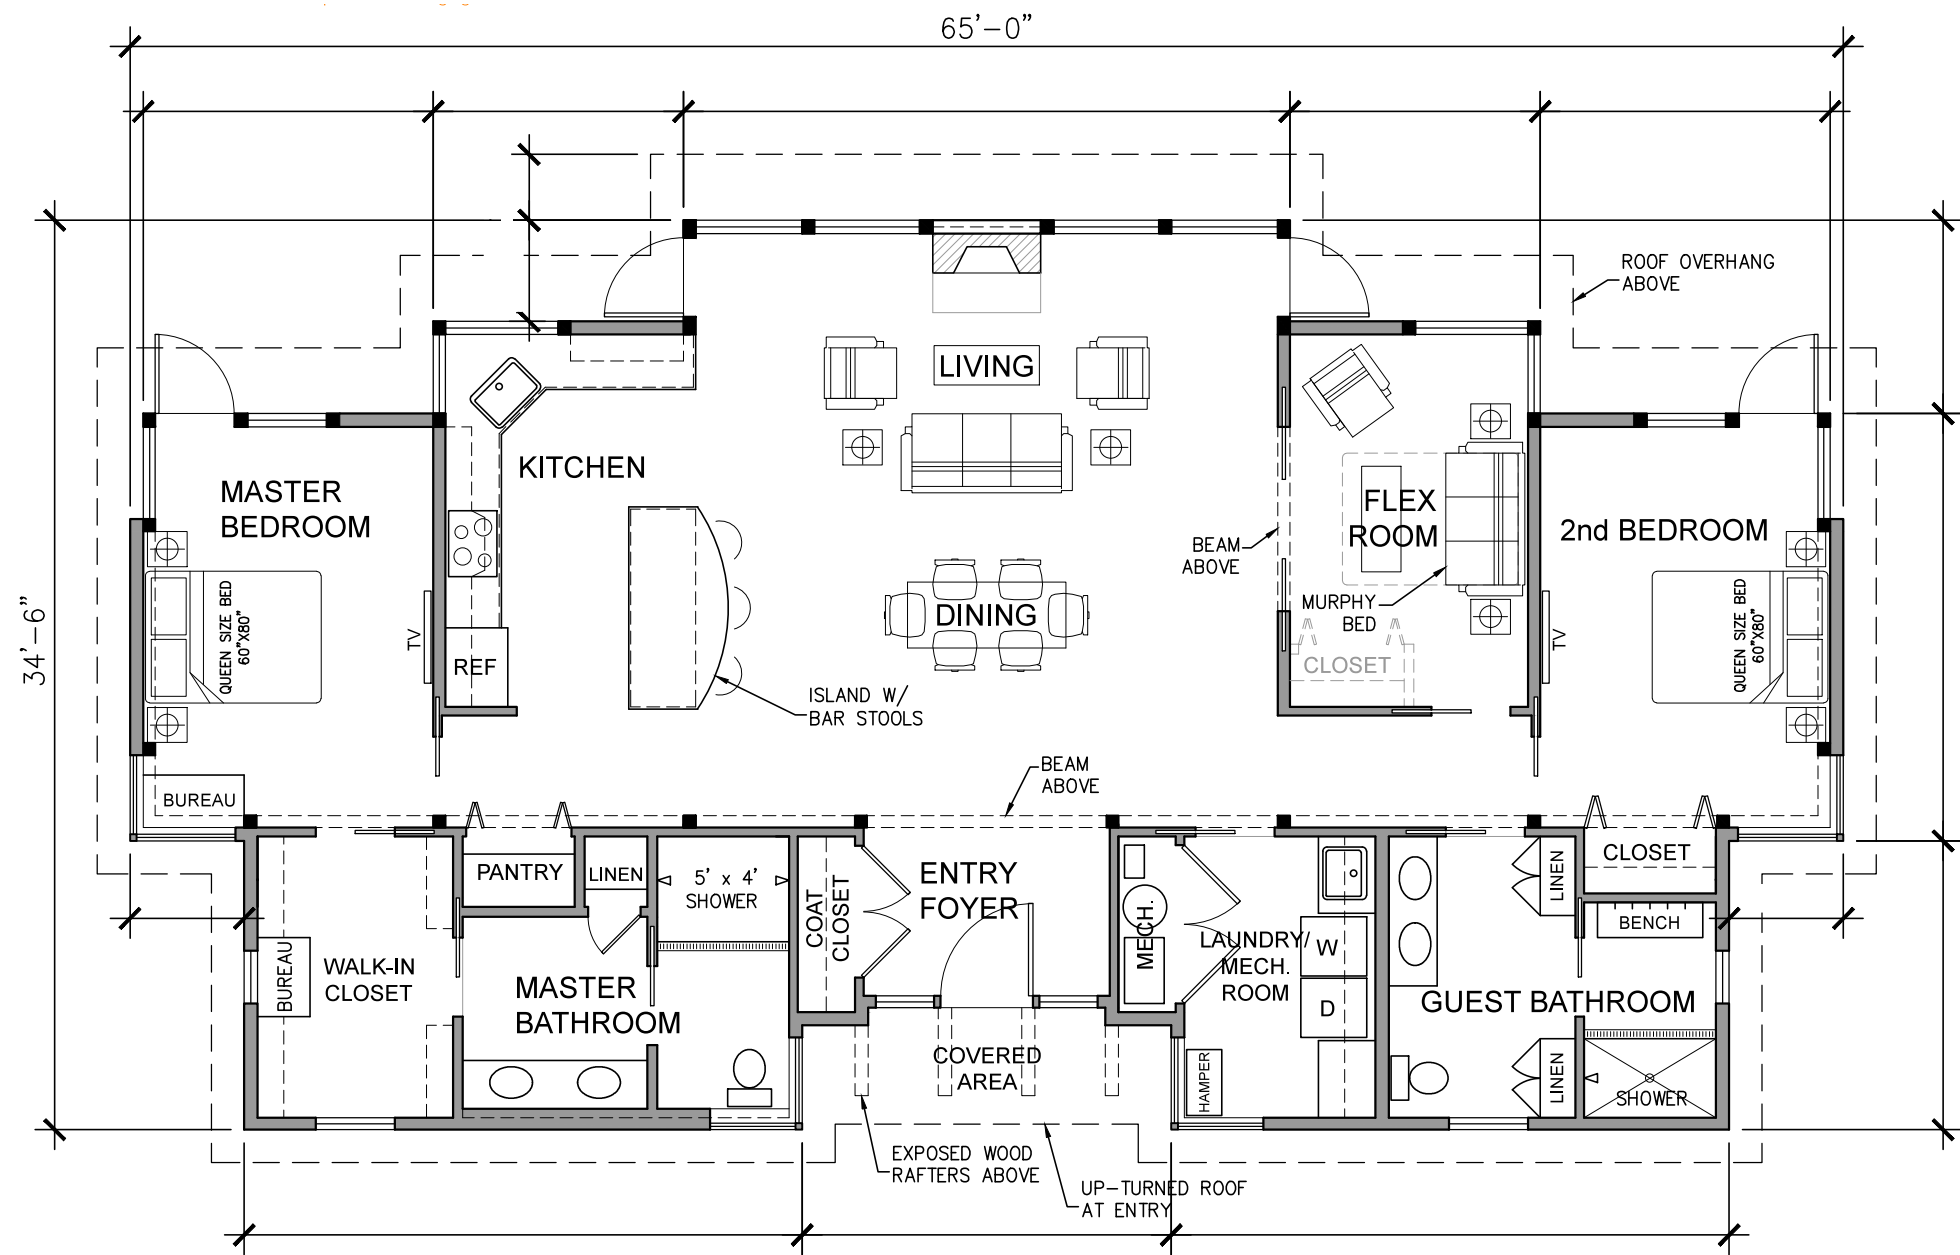 65'-0"
ROOF OVERHANG
ABOVE
LIVING
KITCHEN
MASTER
BEDROOM
FLEX
ROOM
2nd BEDROOM
BEAM
ABOVE
QUEEN SIZE BED
60"X80"
TV
REF
DINING
MURPHY
BED
CLOSET
TV
QUEEN SIZE BED
60"X80"
34'-6"
ISLAND W/
BAR STOOLS
BEAM
ABOVE
BUREAU
PANTRY
LINEN
5' x 4'
SHOWER
COAT
CLOSET
ENTRY
FOYER
MECH.
LAUNDRY/
MECH.
ROOM
W
D
LINEN
CLOSET
BENCH
BUREAU
WALK-IN
CLOSET
MASTER
BATHROOM
GUEST BATHROOM
COVERED
AREA
HAMPER
LINEN
SHOWER
EXPOSED WOOD
RAFTERS ABOVE
UP-TURNED ROOF
AT ENTRY